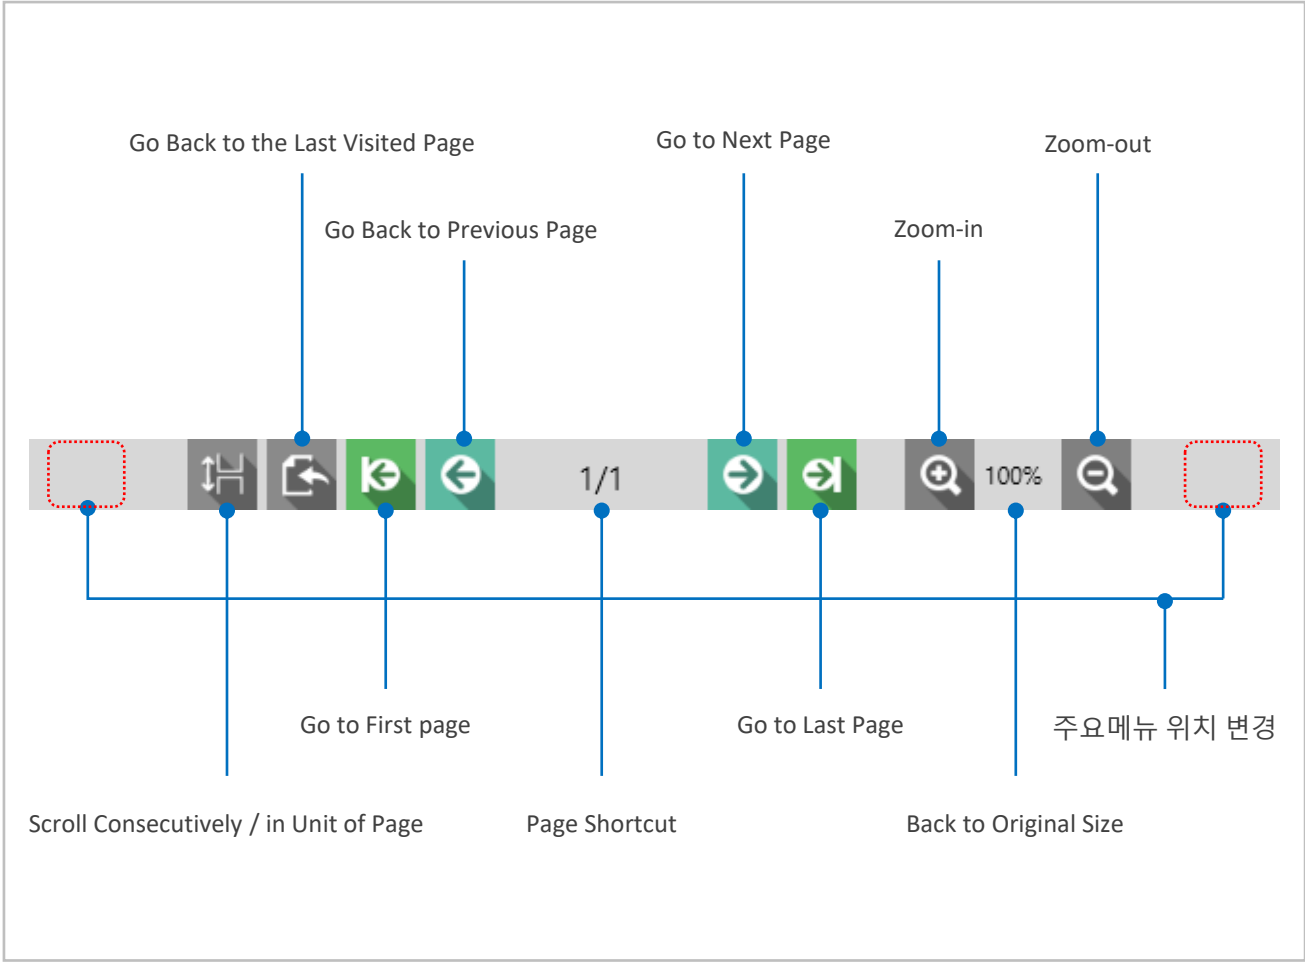 Go Back to the Last Visited Page
Go to Next Page
Zoom-out
Go Back to Previous Page
Zoom-in
1/1
100%
Go to First page
Go to Last Page
주요메뉴 위치 변경
Scroll Consecutively / in Unit of Page
Page Shortcut
Back to Original Size